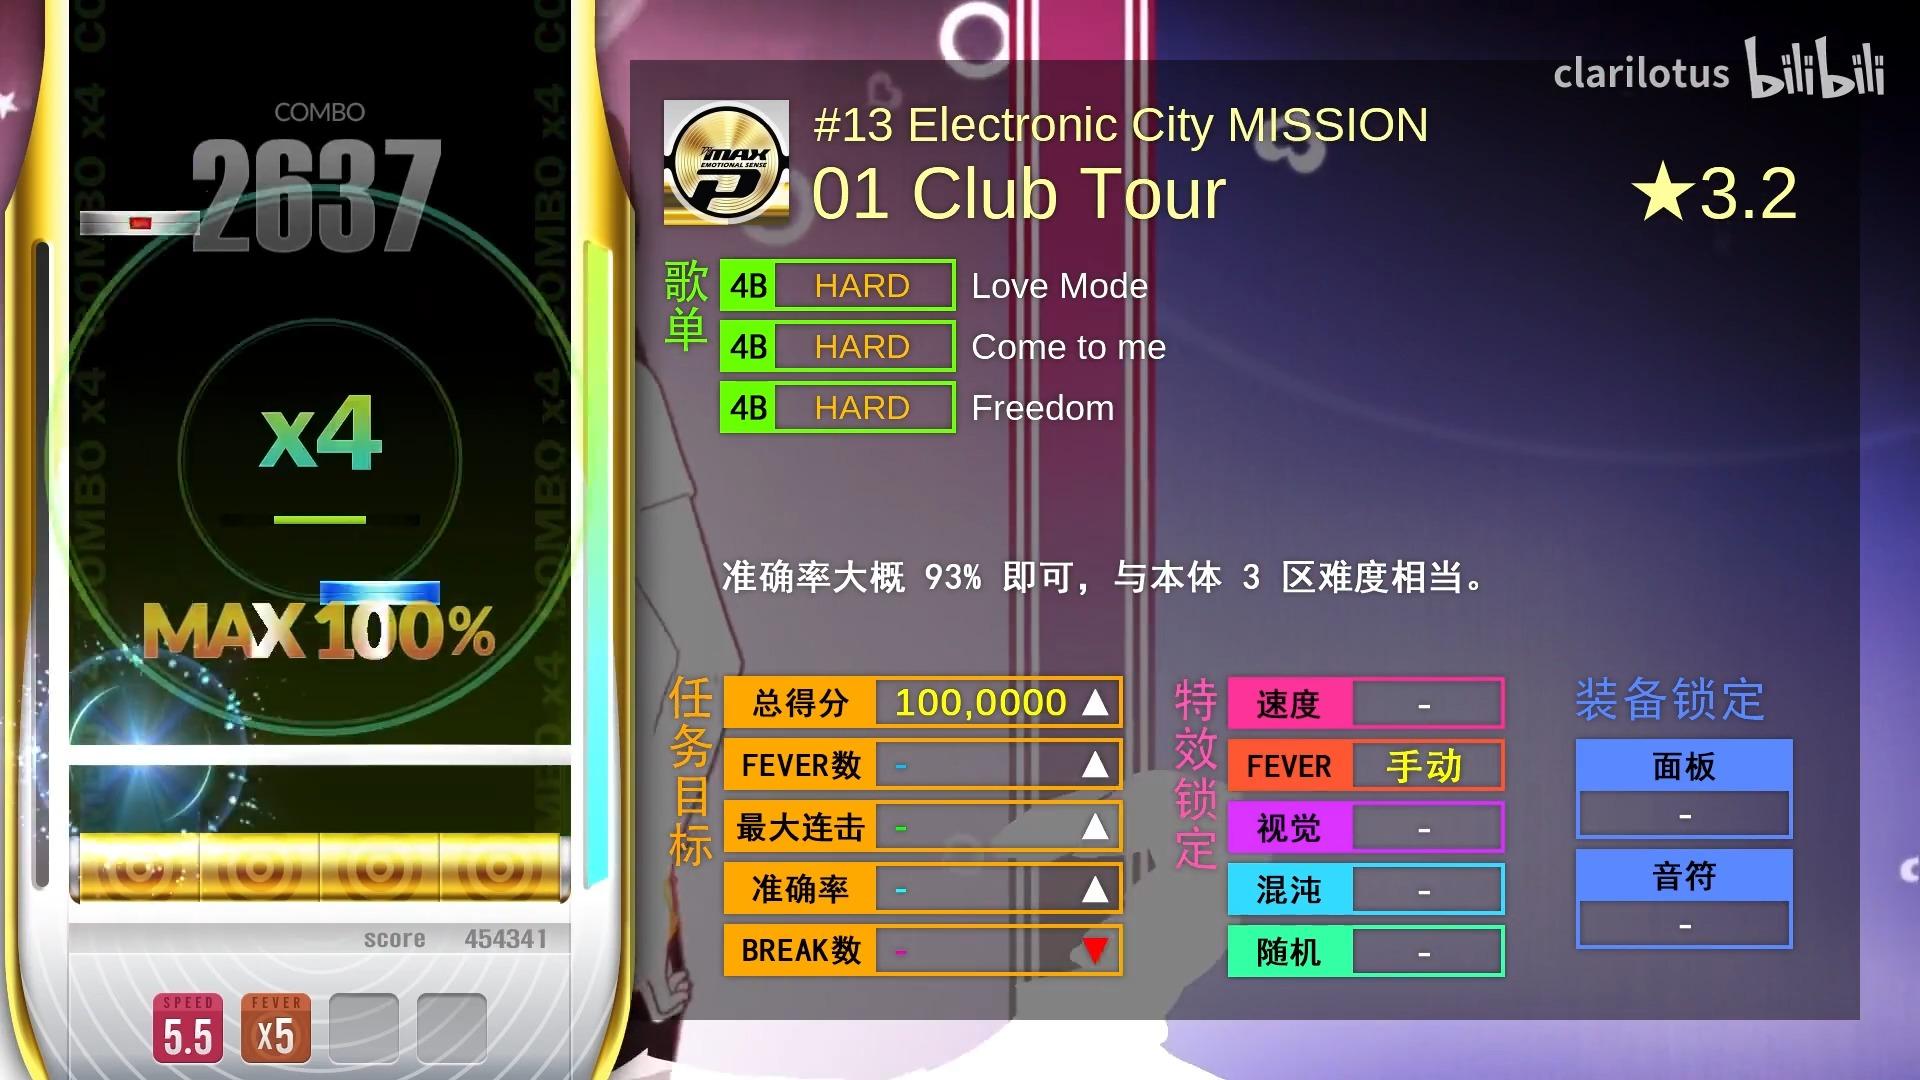 clarilotus bilibili
COMBO
2637
x4
MAX 100%
score 454341
SPEED
5.5
FEVER
x5
DJMAX
EMOTIONAL SENSE
#13 Electronic City MISSION
01 Club Tour
★3.2
歌单
4B HARD Love Mode
4B HARD Come to me
4B HARD Freedom
准确率大概 93% 即可，与本体 3 区难度相当。
任务目标
总得分 100,0000 ▲
FEVER数 - ▲
最大连击 - ▲
准确率 - ▲
BREAK数 - ▼
特效锁定
速度 -
FEVER 手动
视觉 -
混沌 -
随机 -
装备锁定
面板
-
音符
-